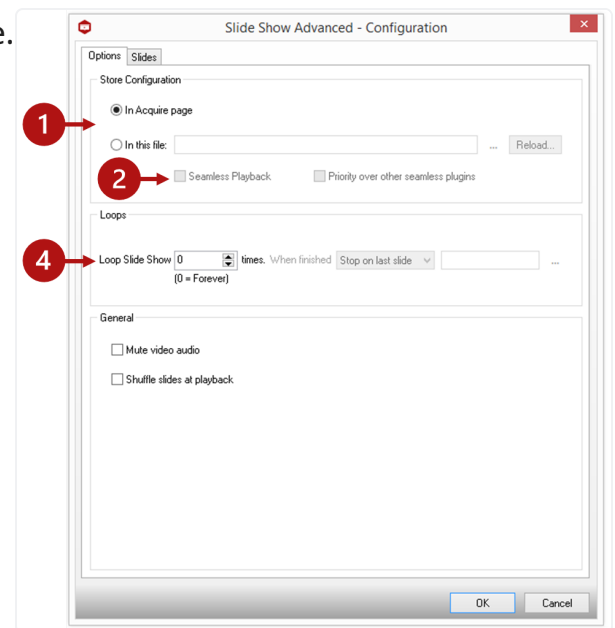 e.
Slide Show Advanced - Configuration
Options Slides
Store Configuration
In Acquire page
1
In this file: ... Reload...
2 Seamless Playback Priority over other seamless plugins
Loops
4 Loop Slide Show 0 times. When finished Stop on last slide ...
(0 = Forever)
General
Mute video audio
Shuffle slides at playback
OK Cancel